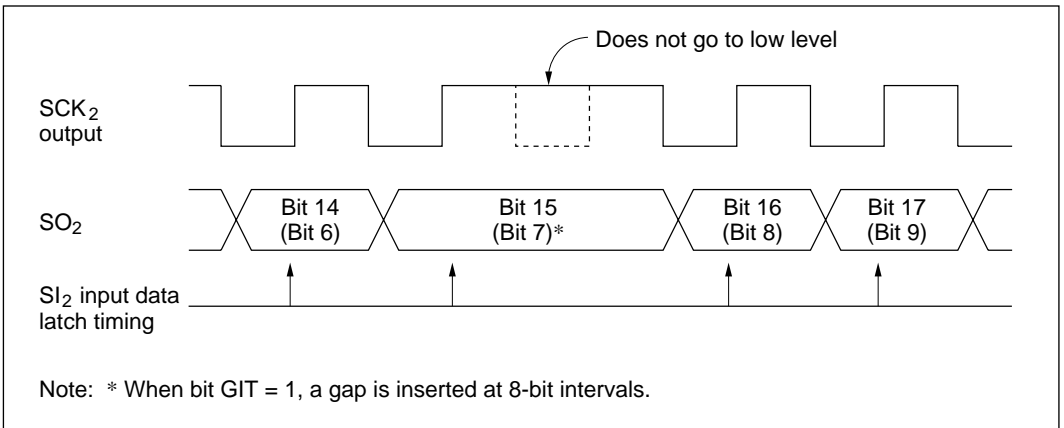 Does not go to low level
SCK2
output
SO2
Bit 14
(Bit 6)
Bit 15
(Bit 7)*
Bit 16
(Bit 8)
Bit 17
(Bit 9)
SI2 input data
latch timing
Note: * When bit GIT = 1, a gap is inserted at 8-bit intervals.